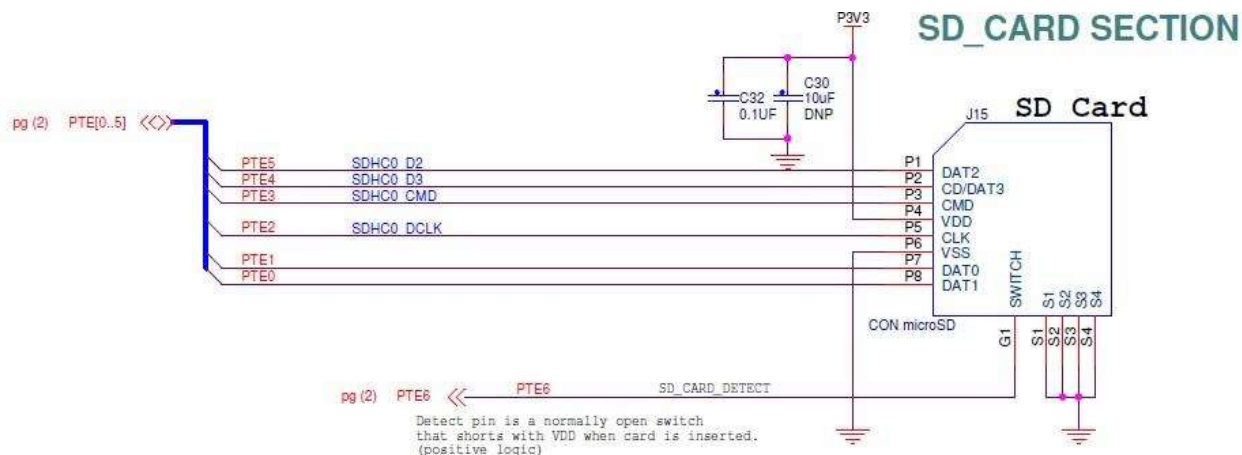 P3V3
SD_CARD SECTION
C32
0.1UF
C30
10uF
DNP
J15
SD Card
pg (2) PTE[0..5]
PTE5 SDHC0_D2 P1 DAT2
PTE4 SDHC0_D3 P2 CD/DAT3
PTE3 SDHC0_CMD P3 CMD
P4 VDD
PTE2 SDHC0_DCLK P5 CLK
P6 VSS
PTE1 P7 DAT0
PTE0 P8 DAT1
SWITCH S1 S2 S3 S4
CON microSD
G1 S1 S2 S3 S4
pg (2) PTE6 PTE6 SD_CARD_DETECT
Detect pin is a normally open switch
that shorts with VDD when card is inserted.
(positive logic)